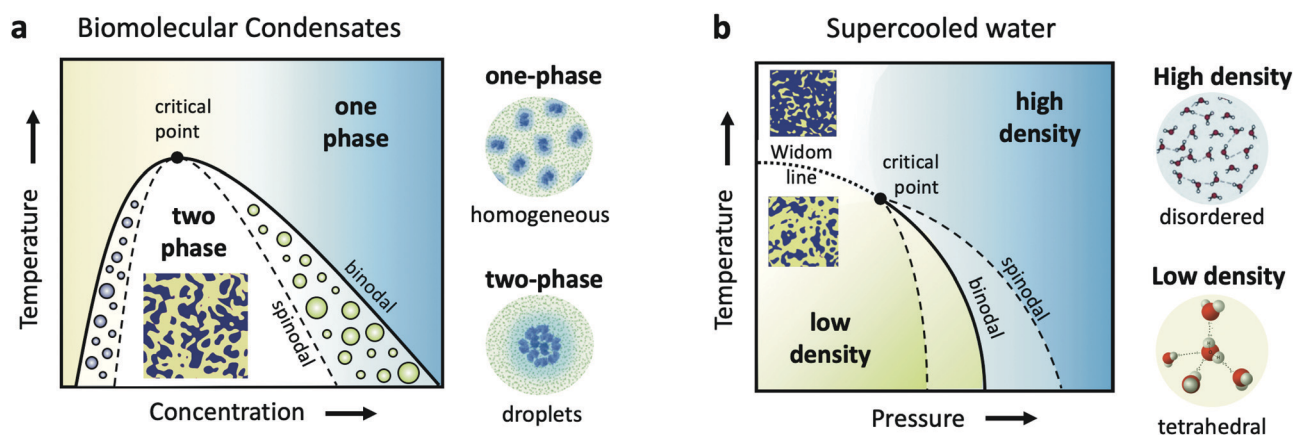 a
Biomolecular Condensates
Temperature
critical
point
one
phase
two
phase
binodal
spinodal
Concentration
one-phase
homogeneous
two-phase
droplets
b
Supercooled water
Temperature
Widom
line
critical
point
high
density
low
density
binodal
spinodal
Pressure
High density
disordered
Low density
tetrahedral